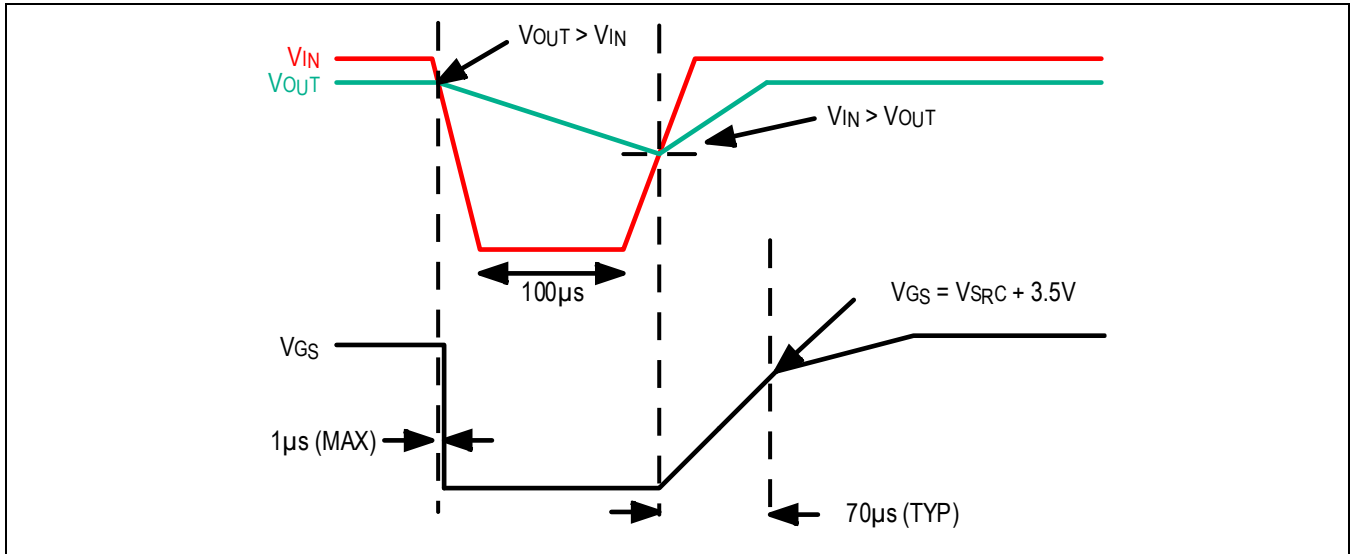 VOUT > VIN
VIN
VOUT
VIN > VOUT
100µs
VGS = VSRC + 3.5V
VGS
1µs (MAX)
70µs (TYP)